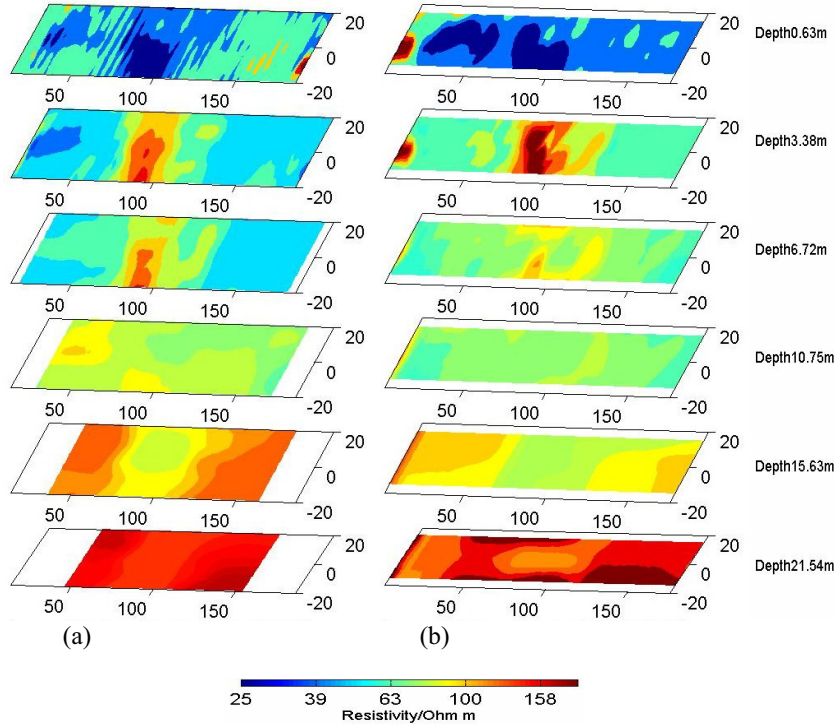 20 20 Depth0.63m
0 0
50 100 150 -20 50 100 150 -20
20 20 Depth3.38m
0 0
50 100 150 -20 50 100 150 -20
20 20 Depth6.72m
0 0
50 100 150 -20 50 100 150 -20
20 20 Depth10.75m
0 0
50 100 150 -20 50 100 150 -20
20 20 Depth15.63m
0 0
50 100 150 -20 50 100 150 -20
20 20 Depth21.54m
0 0
50 100 150 -20 50 100 150 -20
(a) (b)
25 39 63 100 158
Resistivity/Ohm m